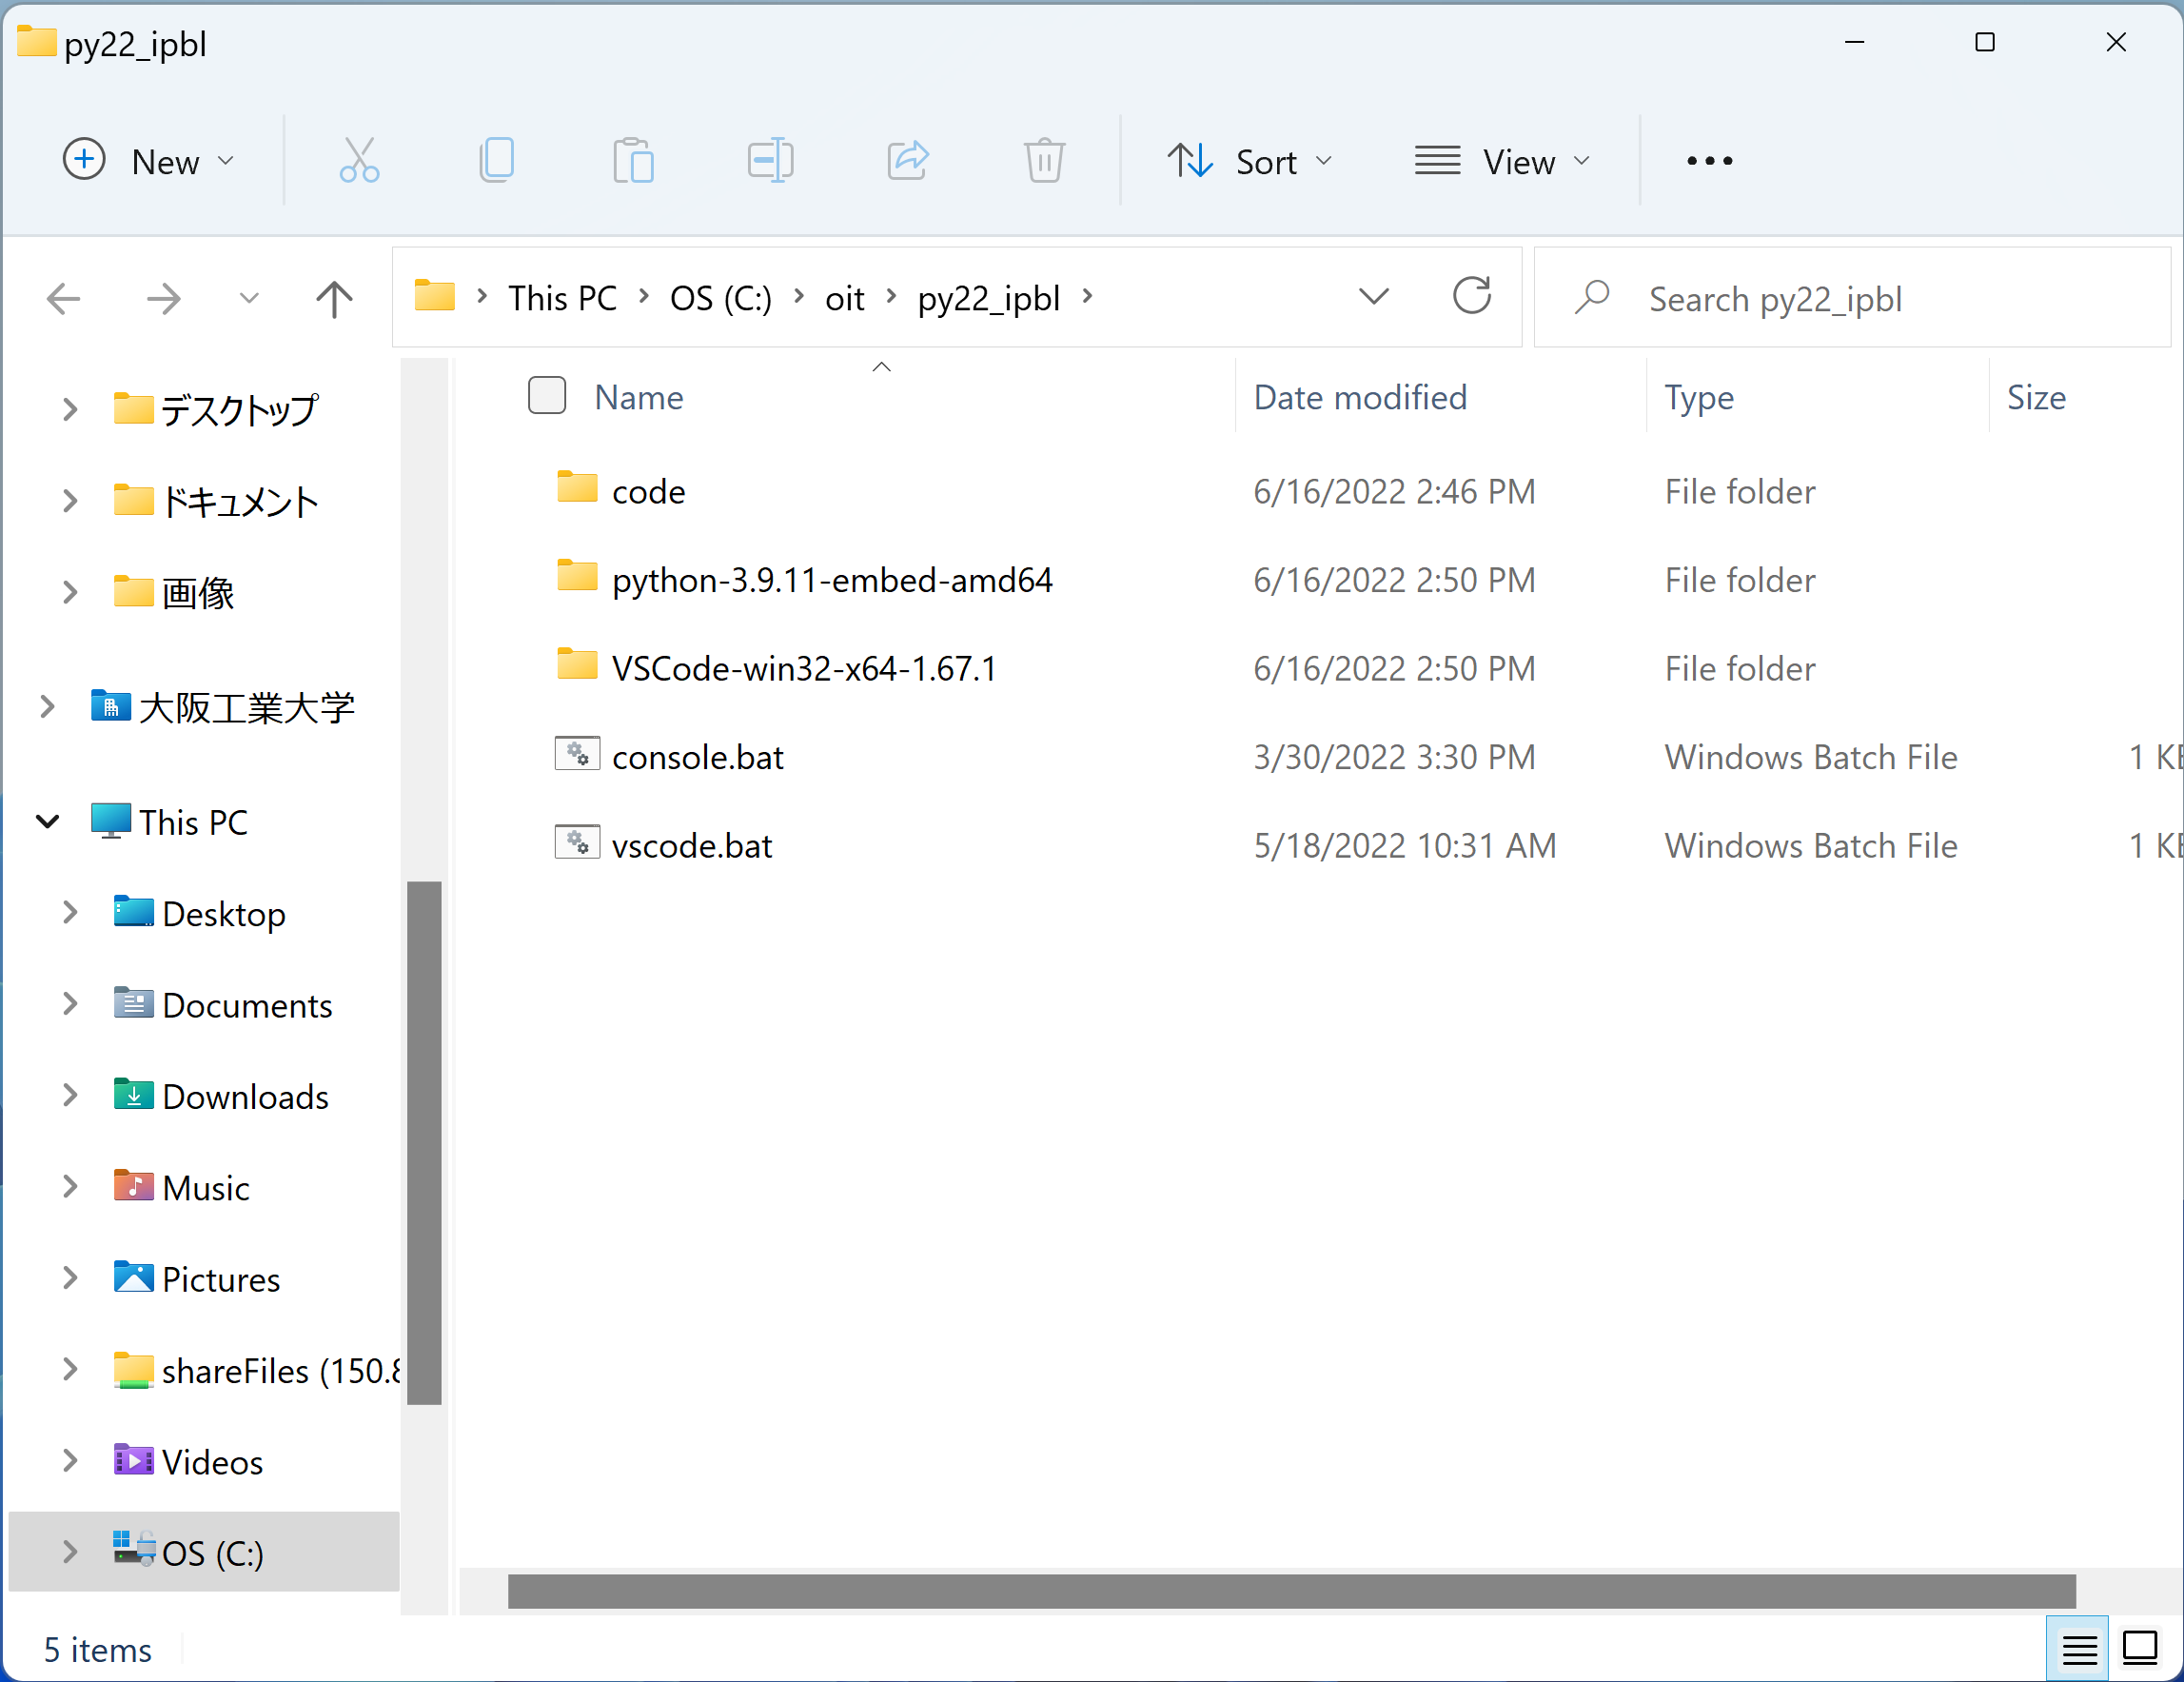 py22_ipbl
New Sort View
This PC OS (C:) oit py22_ipbl
Search py22_ipbl
デスクトップ
ドキュメント
画像
大阪工業大学
This PC
Desktop
Documents
Downloads
Music
Pictures
shareFiles (150.8
Videos
OS (C:)
Name Date modified Type Size
code 6/16/2022 2:46 PM File folder
python-3.9.11-embed-amd64 6/16/2022 2:50 PM File folder
VSCode-win32-x64-1.67.1 6/16/2022 2:50 PM File folder
console.bat 3/30/2022 3:30 PM Windows Batch File 1 KB
vscode.bat 5/18/2022 10:31 AM Windows Batch File 1 KB
5 items